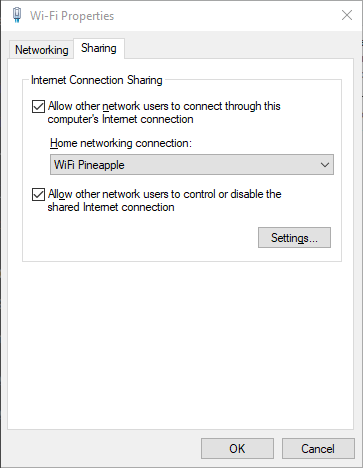 Wi-Fi Properties
Networking
Sharing
Internet Connection Sharing
Allow other network users to connect through this
computer's Internet connection
Home networking connection:
WiFi Pineapple
Allow other network users to control or disable the
shared Internet connection
Settings...
OK
Cancel